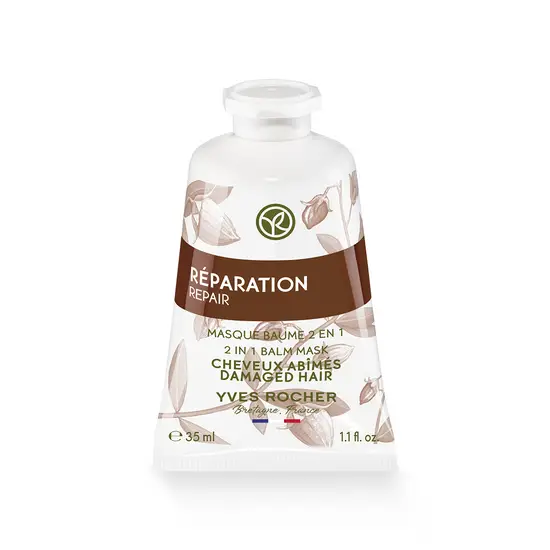 RÉPARATION
REPAIR
MASQUE BAUME 2 EN 1
2 IN 1 BALM MASK
CHEVEUX ABÎMÉS
DAMAGED HAIR
YVES ROCHER
Bretagne, France
℮ 35 ml 1.1 fl. oz.